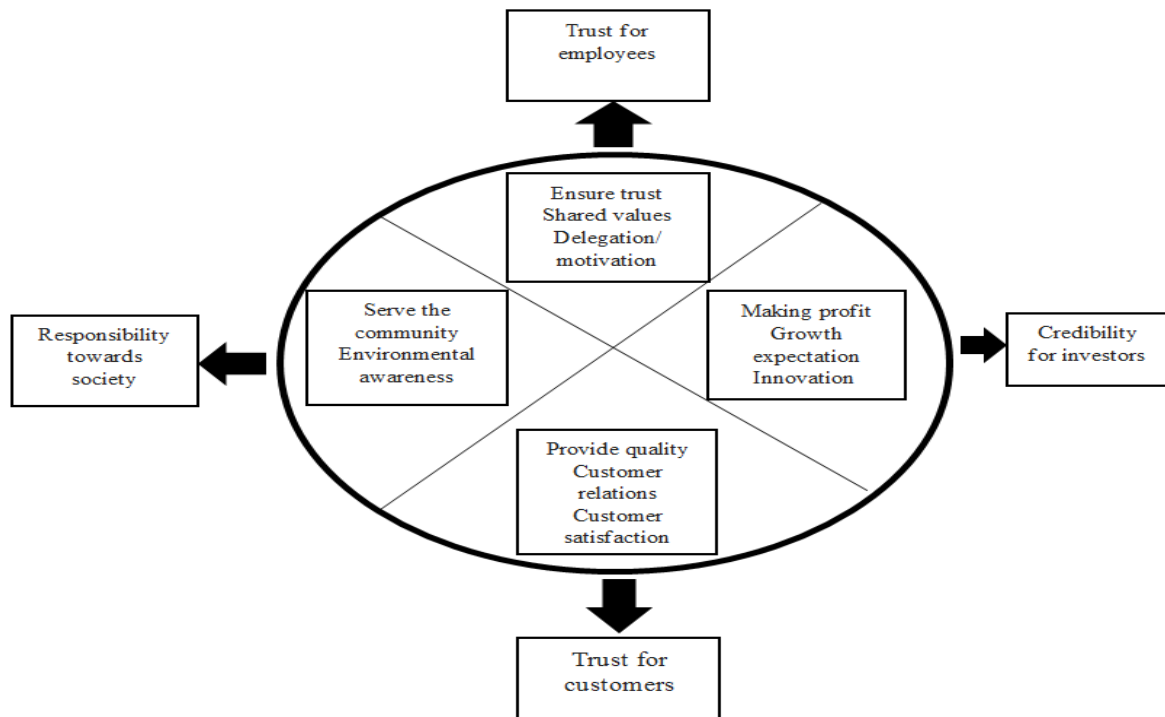 Trust for
employees
Ensure trust
Shared values
Delegation/
motivation
Serve the
community
Environmental
awareness
Making profit
Growth
expectation
Innovation
Responsibility
towards
society
Credibility
for investors
Provide quality
Customer
relations
Customer
satisfaction
Trust for
customers